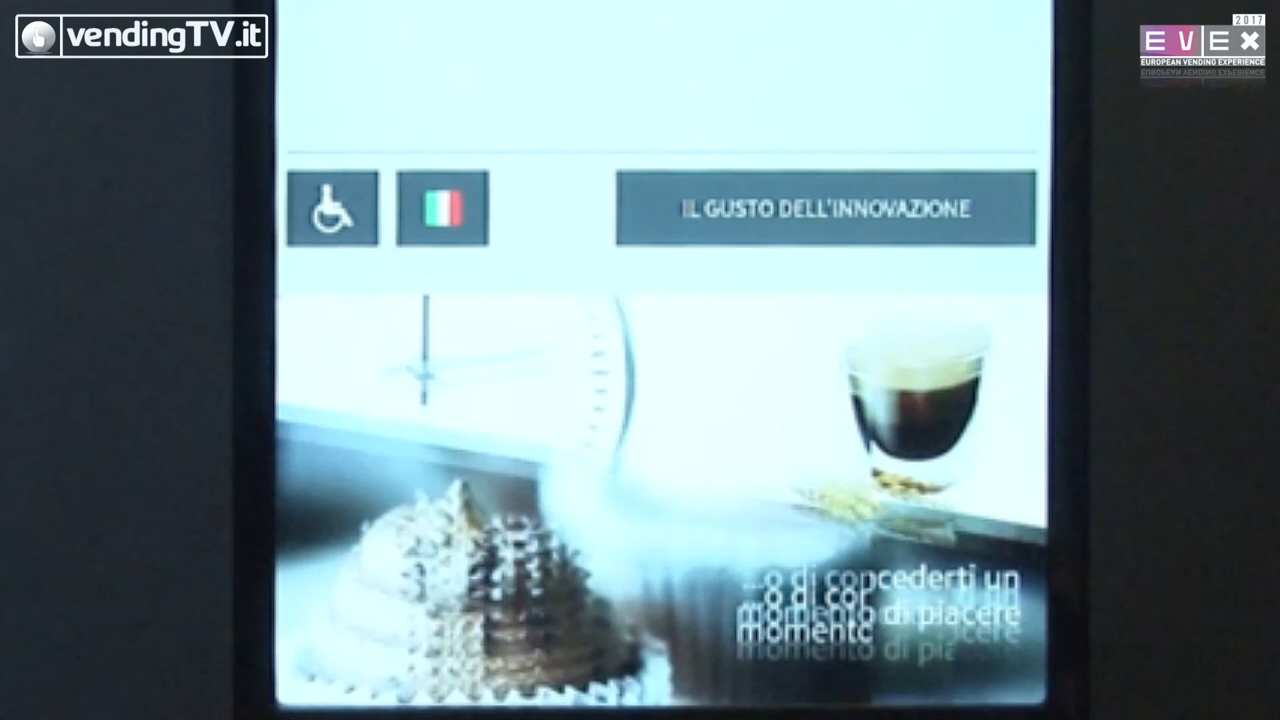 vendingTV.it
2017
EVEX
EUROPEAN VENDING EXPERIENCE
IL GUSTO DELL'INNOVAZIONE
...o di concederti un
momento di piacere